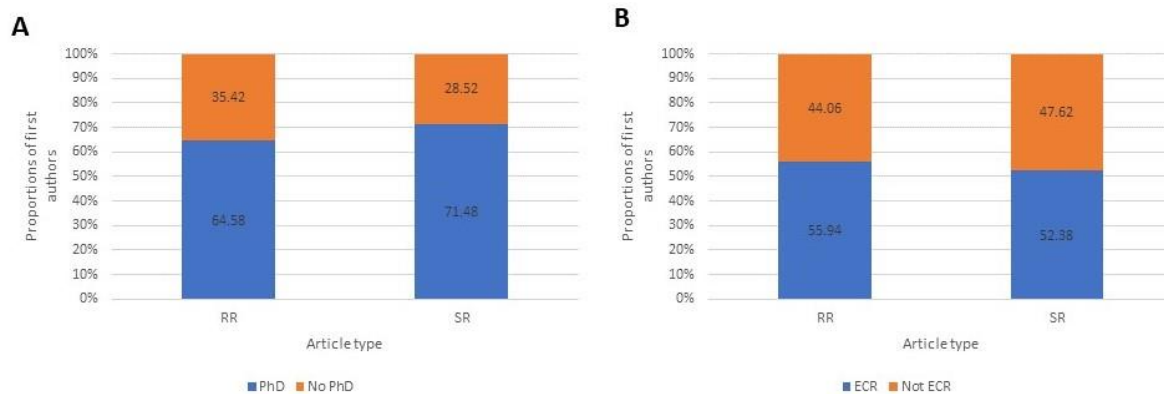 A
100%
90%
80%
70%
60%
50%
40%
30%
20%
10%
0%
Proportions of first
authors
35.42
28.52
64.58
71.48
RR
SR
Article type
PhD
No PhD
B
100%
90%
80%
70%
60%
50%
40%
30%
20%
10%
0%
Proportions of first
authors
44.06
47.62
55.94
52.38
RR
SR
Article type
ECR
Not ECR